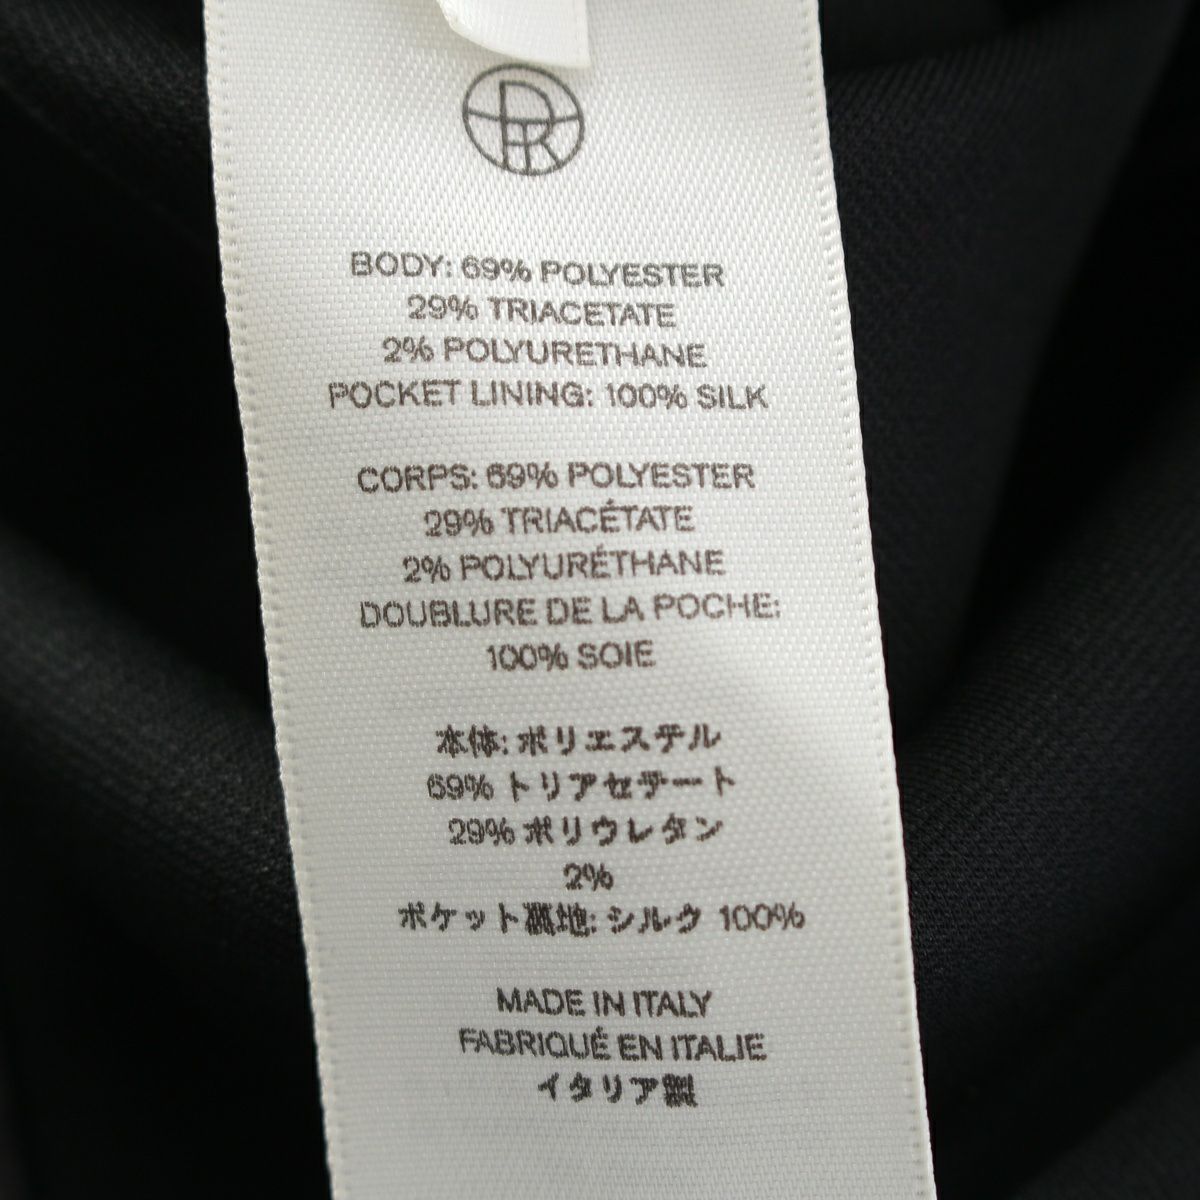 BODY: 69% POLYESTER
29% TRIACETATE
2% POLYURETHANE
POCKET LINING: 100% SILK
CORPS: 69% POLYESTER
29% TRIACÉTATE
2% POLYURÉTHANE
DOUBLURE DE LA POCHE:
100% SOIE
本体: ポリエステル
69% トリアセテート
29% ポリウレタン
2%
ポケット裏地: シルク 100%
MADE IN ITALY
FABRIQUÉ EN ITALIE
イタリア製